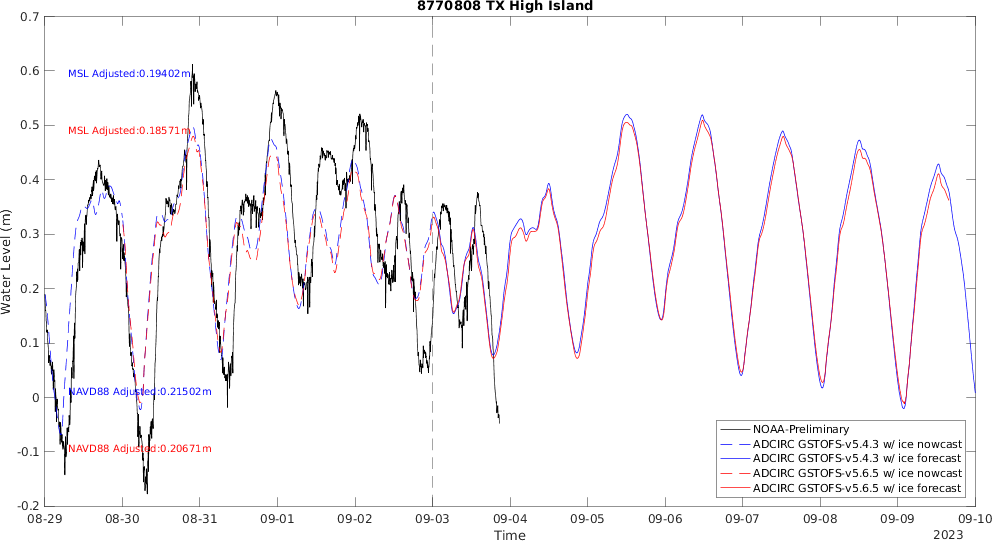 8770808 TX High Island
0.7
0.6
0.5
0.4
0.3
0.2
0.1
0
-0.1
-0.2
Water Level (m)
MSL Adjusted:0.19402m
MSL Adjusted:0.18571m
NAVD88 Adjusted:0.21502m
NAVD88 Adjusted:0.20671m
NOAA-Preliminary
ADCIRC GSTOFS-v5.4.3 w/ ice nowcast
ADCIRC GSTOFS-v5.4.3 w/ ice forecast
ADCIRC GSTOFS-v5.6.5 w/ ice nowcast
ADCIRC GSTOFS-v5.6.5 w/ ice forecast
08-29 08-30 08-31 09-01 09-02 09-03 09-04 09-05 09-06 09-07 09-08 09-09 09-10
Time
2023